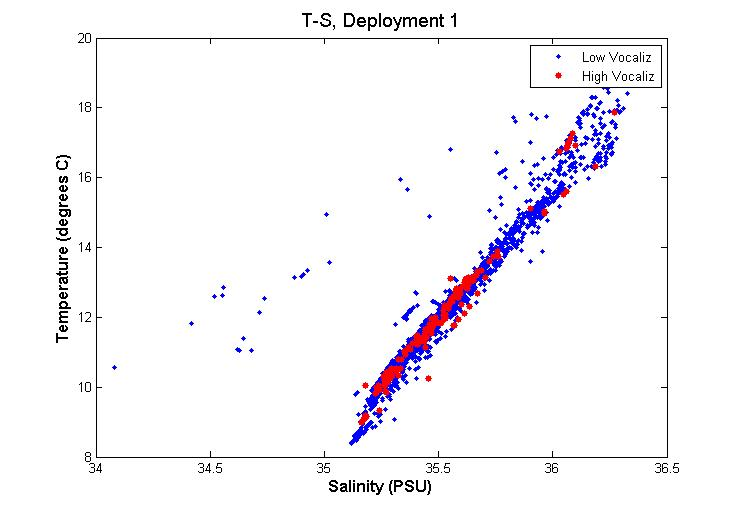 T-S, Deployment 1
Low Vocaliz
High Vocaliz
20
18
16
14
12
10
8
Temperature (degrees C)
34
34.5
35
35.5
36
36.5
Salinity (PSU)